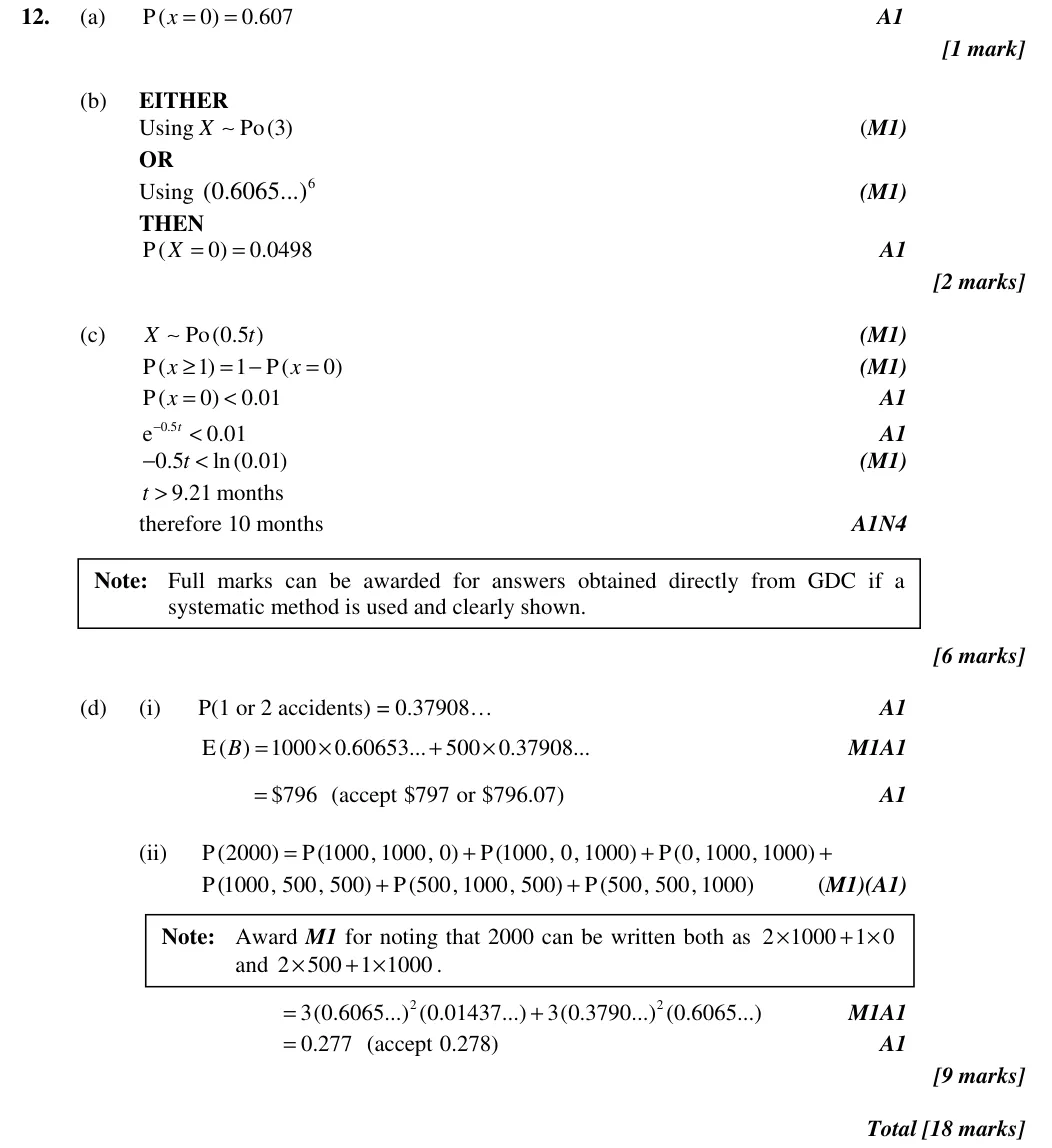 12. (a) P(x = 0) = 0.607 A1
[1 mark]
(b) EITHER
Using X ~ Po(3) (M1)
OR
Using (0.6065...)⁶ (M1)
THEN
P(X = 0) = 0.0498 A1
[2 marks]
(c) X ~ Po(0.5t) (M1)
P(x ≥ 1) = 1 − P(x = 0) (M1)
P(x = 0) < 0.01 A1
e^{−0.5t} < 0.01 A1
−0.5t < ln(0.01) (M1)
t > 9.21 months
therefore 10 months A1N4
Note: Full marks can be awarded for answers obtained directly from GDC if a
systematic method is used and clearly shown.
[6 marks]
(d) (i) P(1 or 2 accidents) = 0.37908…
A1
E(B) = 1000 × 0.60653... + 500 × 0.37908... M1A1
= $796 (accept $797 or $796.07) A1
(ii) P(2000) = P(1000, 1000, 0) + P(1000, 0, 1000) + P(0, 1000, 1000) +
P(1000, 500, 500) + P(500, 1000, 500) + P(500, 500, 1000) (M1)(A1)
Note: Award M1 for noting that 2000 can be written both as 2×1000+1×0
and 2×500+1×1000.
= 3(0.6065...)²(0.01437...) + 3(0.3790...)²(0.6065...) M1A1
= 0.277 (accept 0.278) A1
[9 marks]
Total [18 marks]